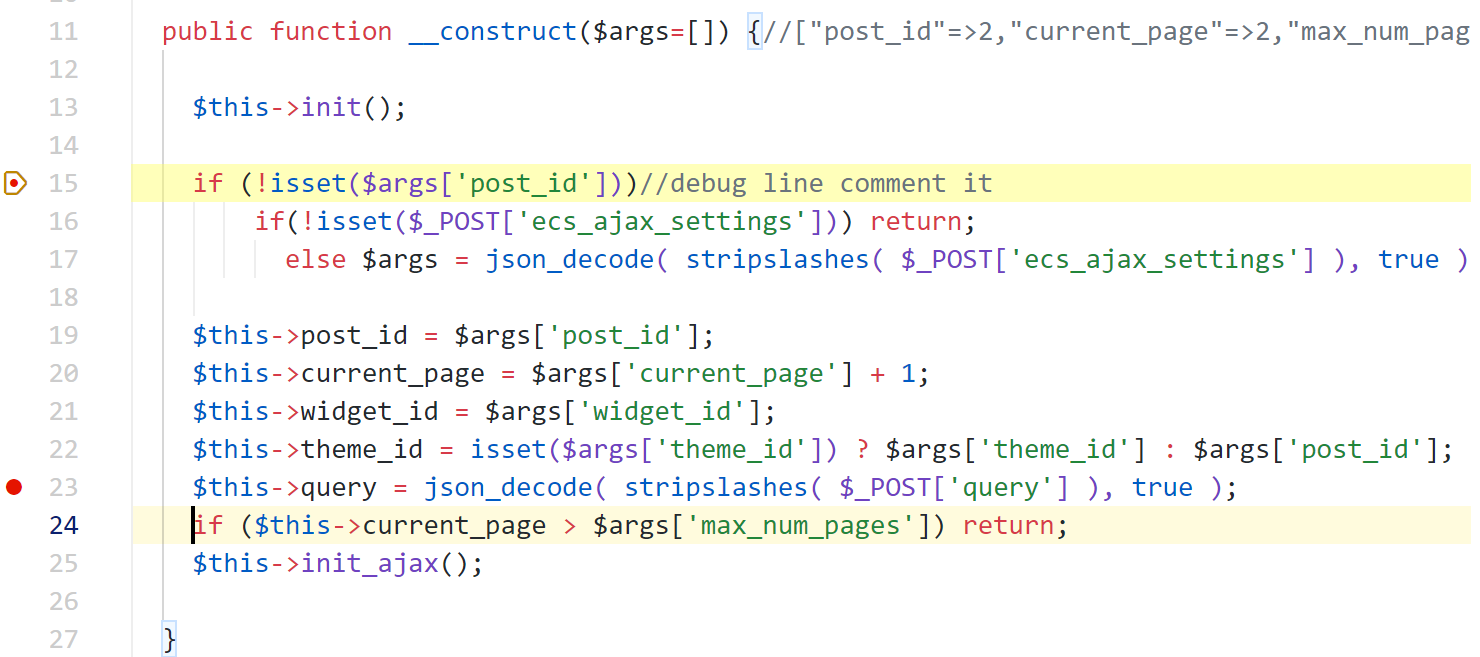 11 public function __construct($args=[]) {//["post_id"=>2,"current_page"=>2,"max_num_pag
12
13 $this->init();
14
15 if (!isset($args['post_id']))//debug line comment it
16 if(!isset($_POST['ecs_ajax_settings'])) return;
17 else $args = json_decode( stripslashes( $_POST['ecs_ajax_settings'] ), true )
18
19 $this->post_id = $args['post_id'];
20 $this->current_page = $args['current_page'] + 1;
21 $this->widget_id = $args['widget_id'];
22 $this->theme_id = isset($args['theme_id']) ? $args['theme_id'] : $args['post_id'];
23 $this->query = json_decode( stripslashes( $_POST['query'] ), true );
24 if ($this->current_page > $args['max_num_pages']) return;
25 $this->init_ajax();
26
27 }